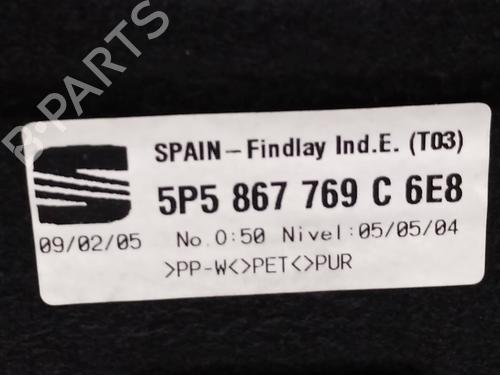 B-PARTS
SPAIN-Findlay Ind.E. (T03)
5P5 867 769 C 6E8
09/02/05 No.0:50 Nivel:05/05/04
>PP-W<>PET<>PUR